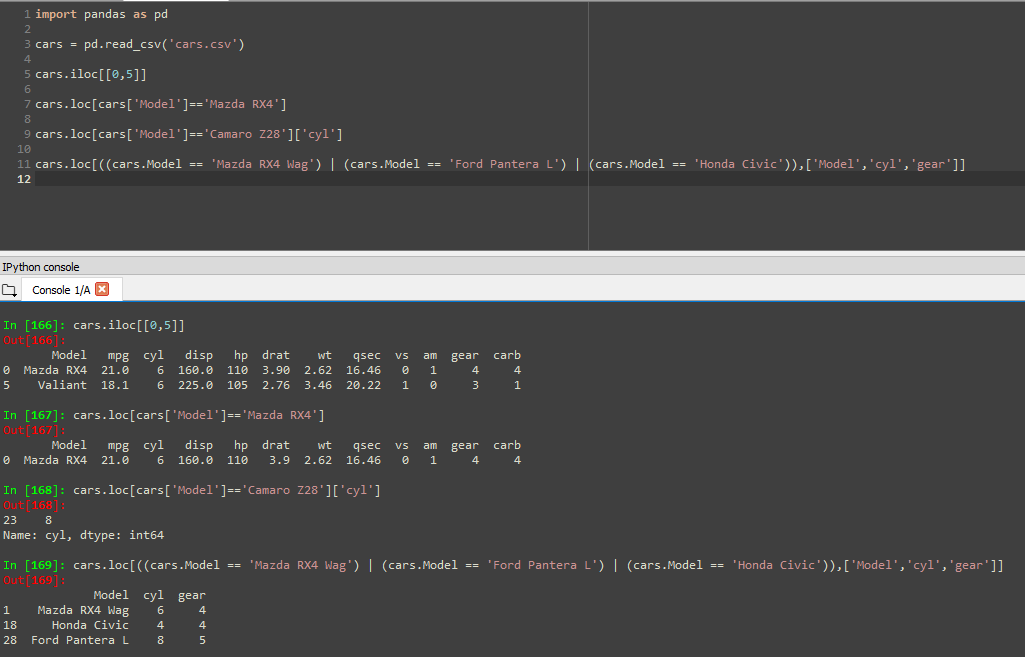 1 import pandas as pd
2
3 cars = pd.read_csv('cars.csv')
4
5 cars.iloc[[0,5]]
6
7 cars.loc[cars['Model']=='Mazda RX4']
8
9 cars.loc[cars['Model']=='Camaro Z28']['cyl']
10
11 cars.loc[((cars.Model == 'Mazda RX4 Wag') | (cars.Model == 'Ford Pantera L') | (cars.Model == 'Honda Civic')),['Model','cyl','gear']]
12
IPython console
Console 1/A
In [166]: cars.iloc[[0,5]]
Out[166]:
Model mpg cyl disp hp drat wt qsec vs am gear carb
0 Mazda RX4 21.0 6 160.0 110 3.90 2.62 16.46 0 1 4 4
5 Valiant 18.1 6 225.0 105 2.76 3.46 20.22 1 0 3 1
In [167]: cars.loc[cars['Model']=='Mazda RX4']
Out[167]:
Model mpg cyl disp hp drat wt qsec vs am gear carb
0 Mazda RX4 21.0 6 160.0 110 3.9 2.62 16.46 0 1 4 4
In [168]: cars.loc[cars['Model']=='Camaro Z28']['cyl']
Out[168]:
23 8
Name: cyl, dtype: int64
In [169]: cars.loc[((cars.Model == 'Mazda RX4 Wag') | (cars.Model == 'Ford Pantera L') | (cars.Model == 'Honda Civic')),['Model','cyl','gear']]
Out[169]:
Model cyl gear
1 Mazda RX4 Wag 6 4
18 Honda Civic 4 4
28 Ford Pantera L 8 5